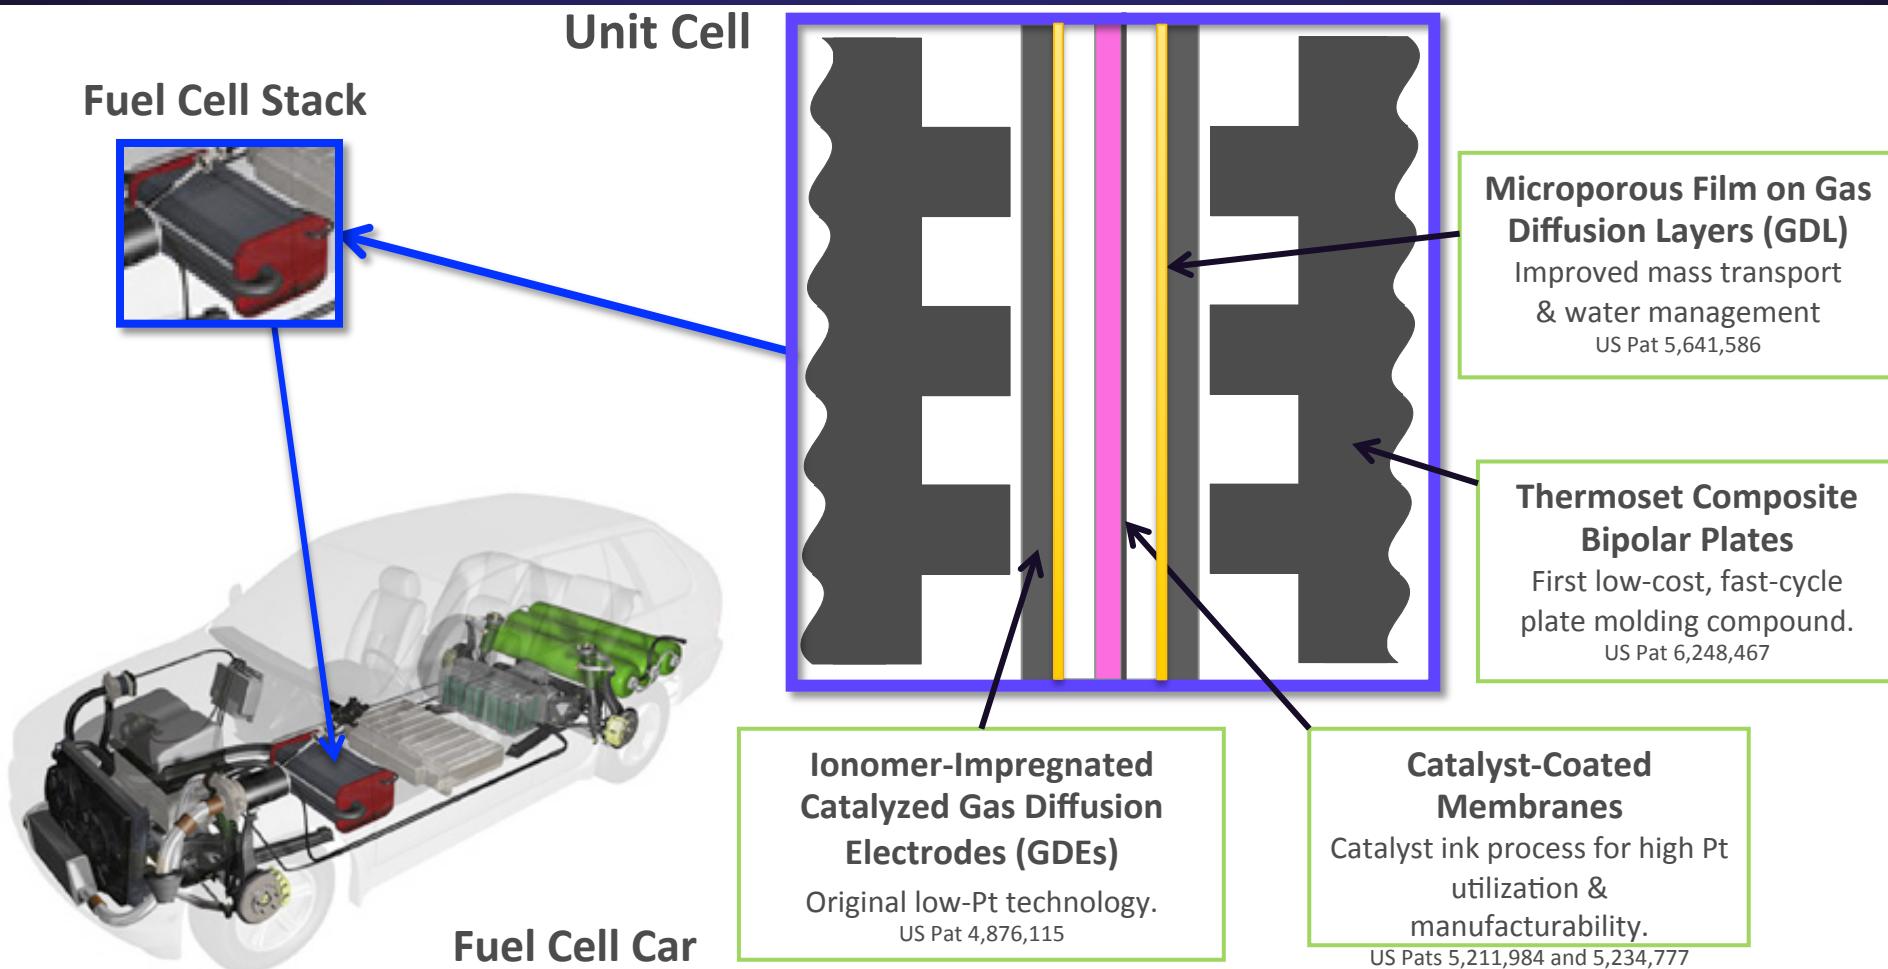 Unit Cell
Fuel Cell Stack
Microporous Film on Gas
Diffusion Layers (GDL)
Improved mass transport
& water management
US Pat 5,641,586
Thermoset Composite
Bipolar Plates
First low-cost, fast-cycle
plate molding compound.
US Pat 6,248,467
Ionomer-Impregnated
Catalyzed Gas Diffusion
Electrodes (GDEs)
Original low-Pt technology.
US Pat 4,876,115
Catalyst-Coated
Membranes
Catalyst ink process for high Pt
utilization &
manufacturability.
US Pats 5,211,984 and 5,234,777
Fuel Cell Car